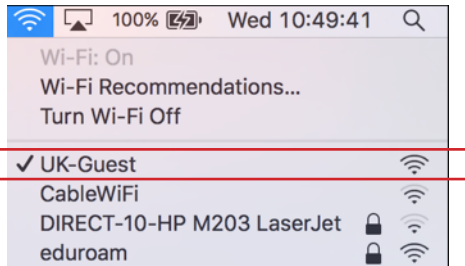 100% Wed 10:49:41
Wi-Fi: On
Wi-Fi Recommendations...
Turn Wi-Fi Off
✓ UK-Guest
CableWiFi
DIRECT-10-HP M203 LaserJet
eduroam